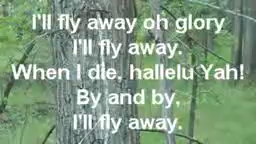 I'll fly away oh glory
I'll fly away.
When I die, hallelu Yah!
By and by,
I'll fly away.